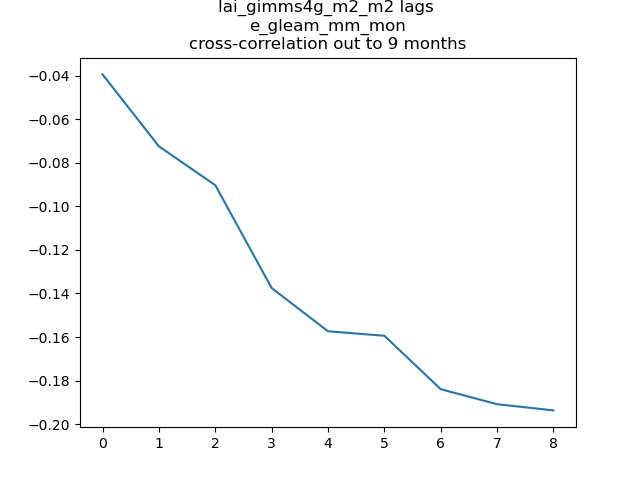 lai_gimms4g_m2_m2 lags
e_gleam_mm_mon
cross-correlation out to 9 months
−0.04
−0.06
−0.08
−0.10
−0.12
−0.14
−0.16
−0.18
−0.20
0 1 2 3 4 5 6 7 8